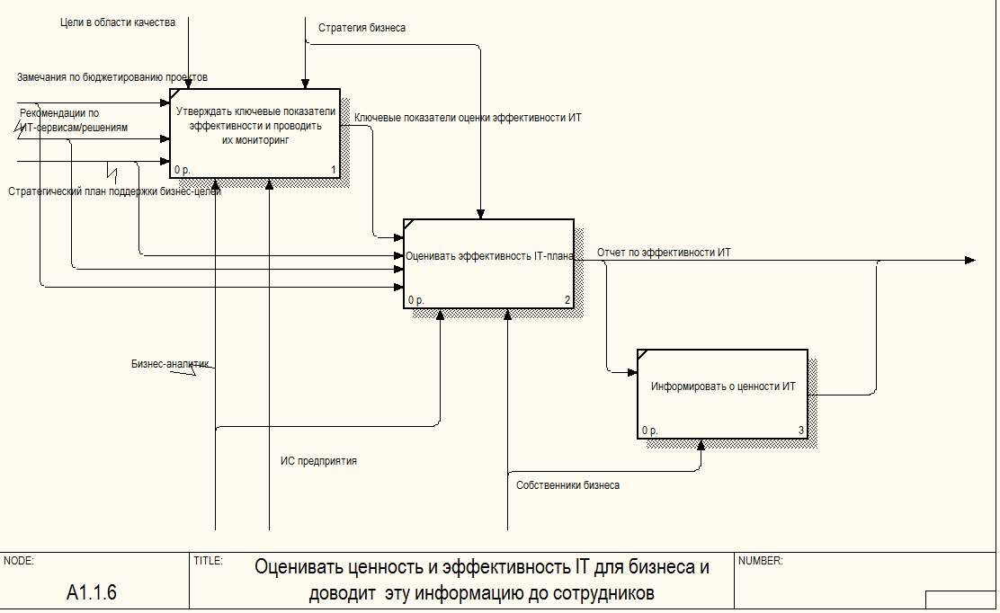 Цели в области качества
Стратегия бизнеса
Замечания по бюджетированию проектов
Рекомендации по
ИТ-сервисам/решениям
Утверждать ключевые показатели
эффективности и проводить
их мониторинг
0 р.
1
Ключевые показатели оценки эффективности ИТ
Стратегический план поддержки бизнес-целей
Оценивать эффективность IT-плана
0 р.
2
Отчет по эффективности ИТ
Бизнес-аналитик
Информировать о ценности ИТ
0 р.
3
ИС предприятия
Собственники бизнеса
NODE:
A1.1.6
TITLE:
Оценивать ценность и эффективность IT для бизнеса и
доводит эту информацию до сотрудников
NUMBER: